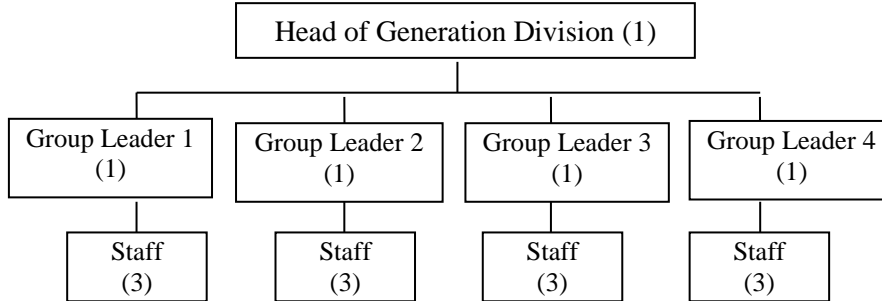 Head of Generation Division (1)
Group Leader 1
(1)
Group Leader 2
(1)
Group Leader 3
(1)
Group Leader 4
(1)
Staff
(3)
Staff
(3)
Staff
(3)
Staff
(3)